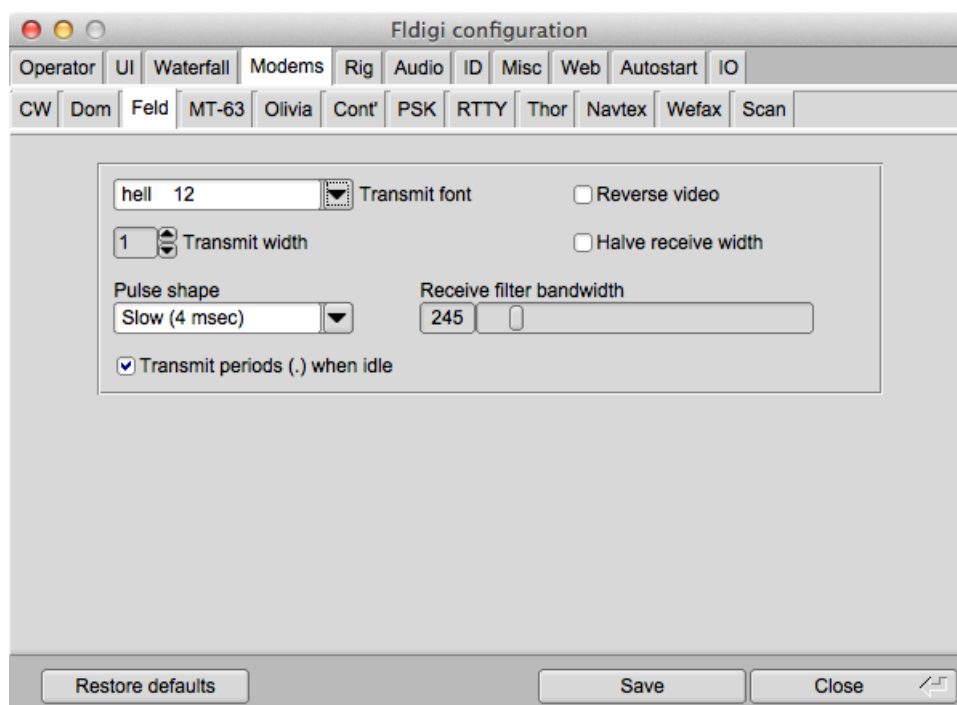 Fldigi configuration
Operator UI Waterfall Modems Rig Audio ID Misc Web Autostart IO
CW Dom Feld MT-63 Olivia Cont' PSK RTTY Thor Navtex Wefax Scan
hell 12 Transmit font Reverse video
1 Transmit width Halve receive width
Pulse shape Receive filter bandwidth
Slow (4 msec) 245
Transmit periods (.) when idle
Restore defaults Save Close